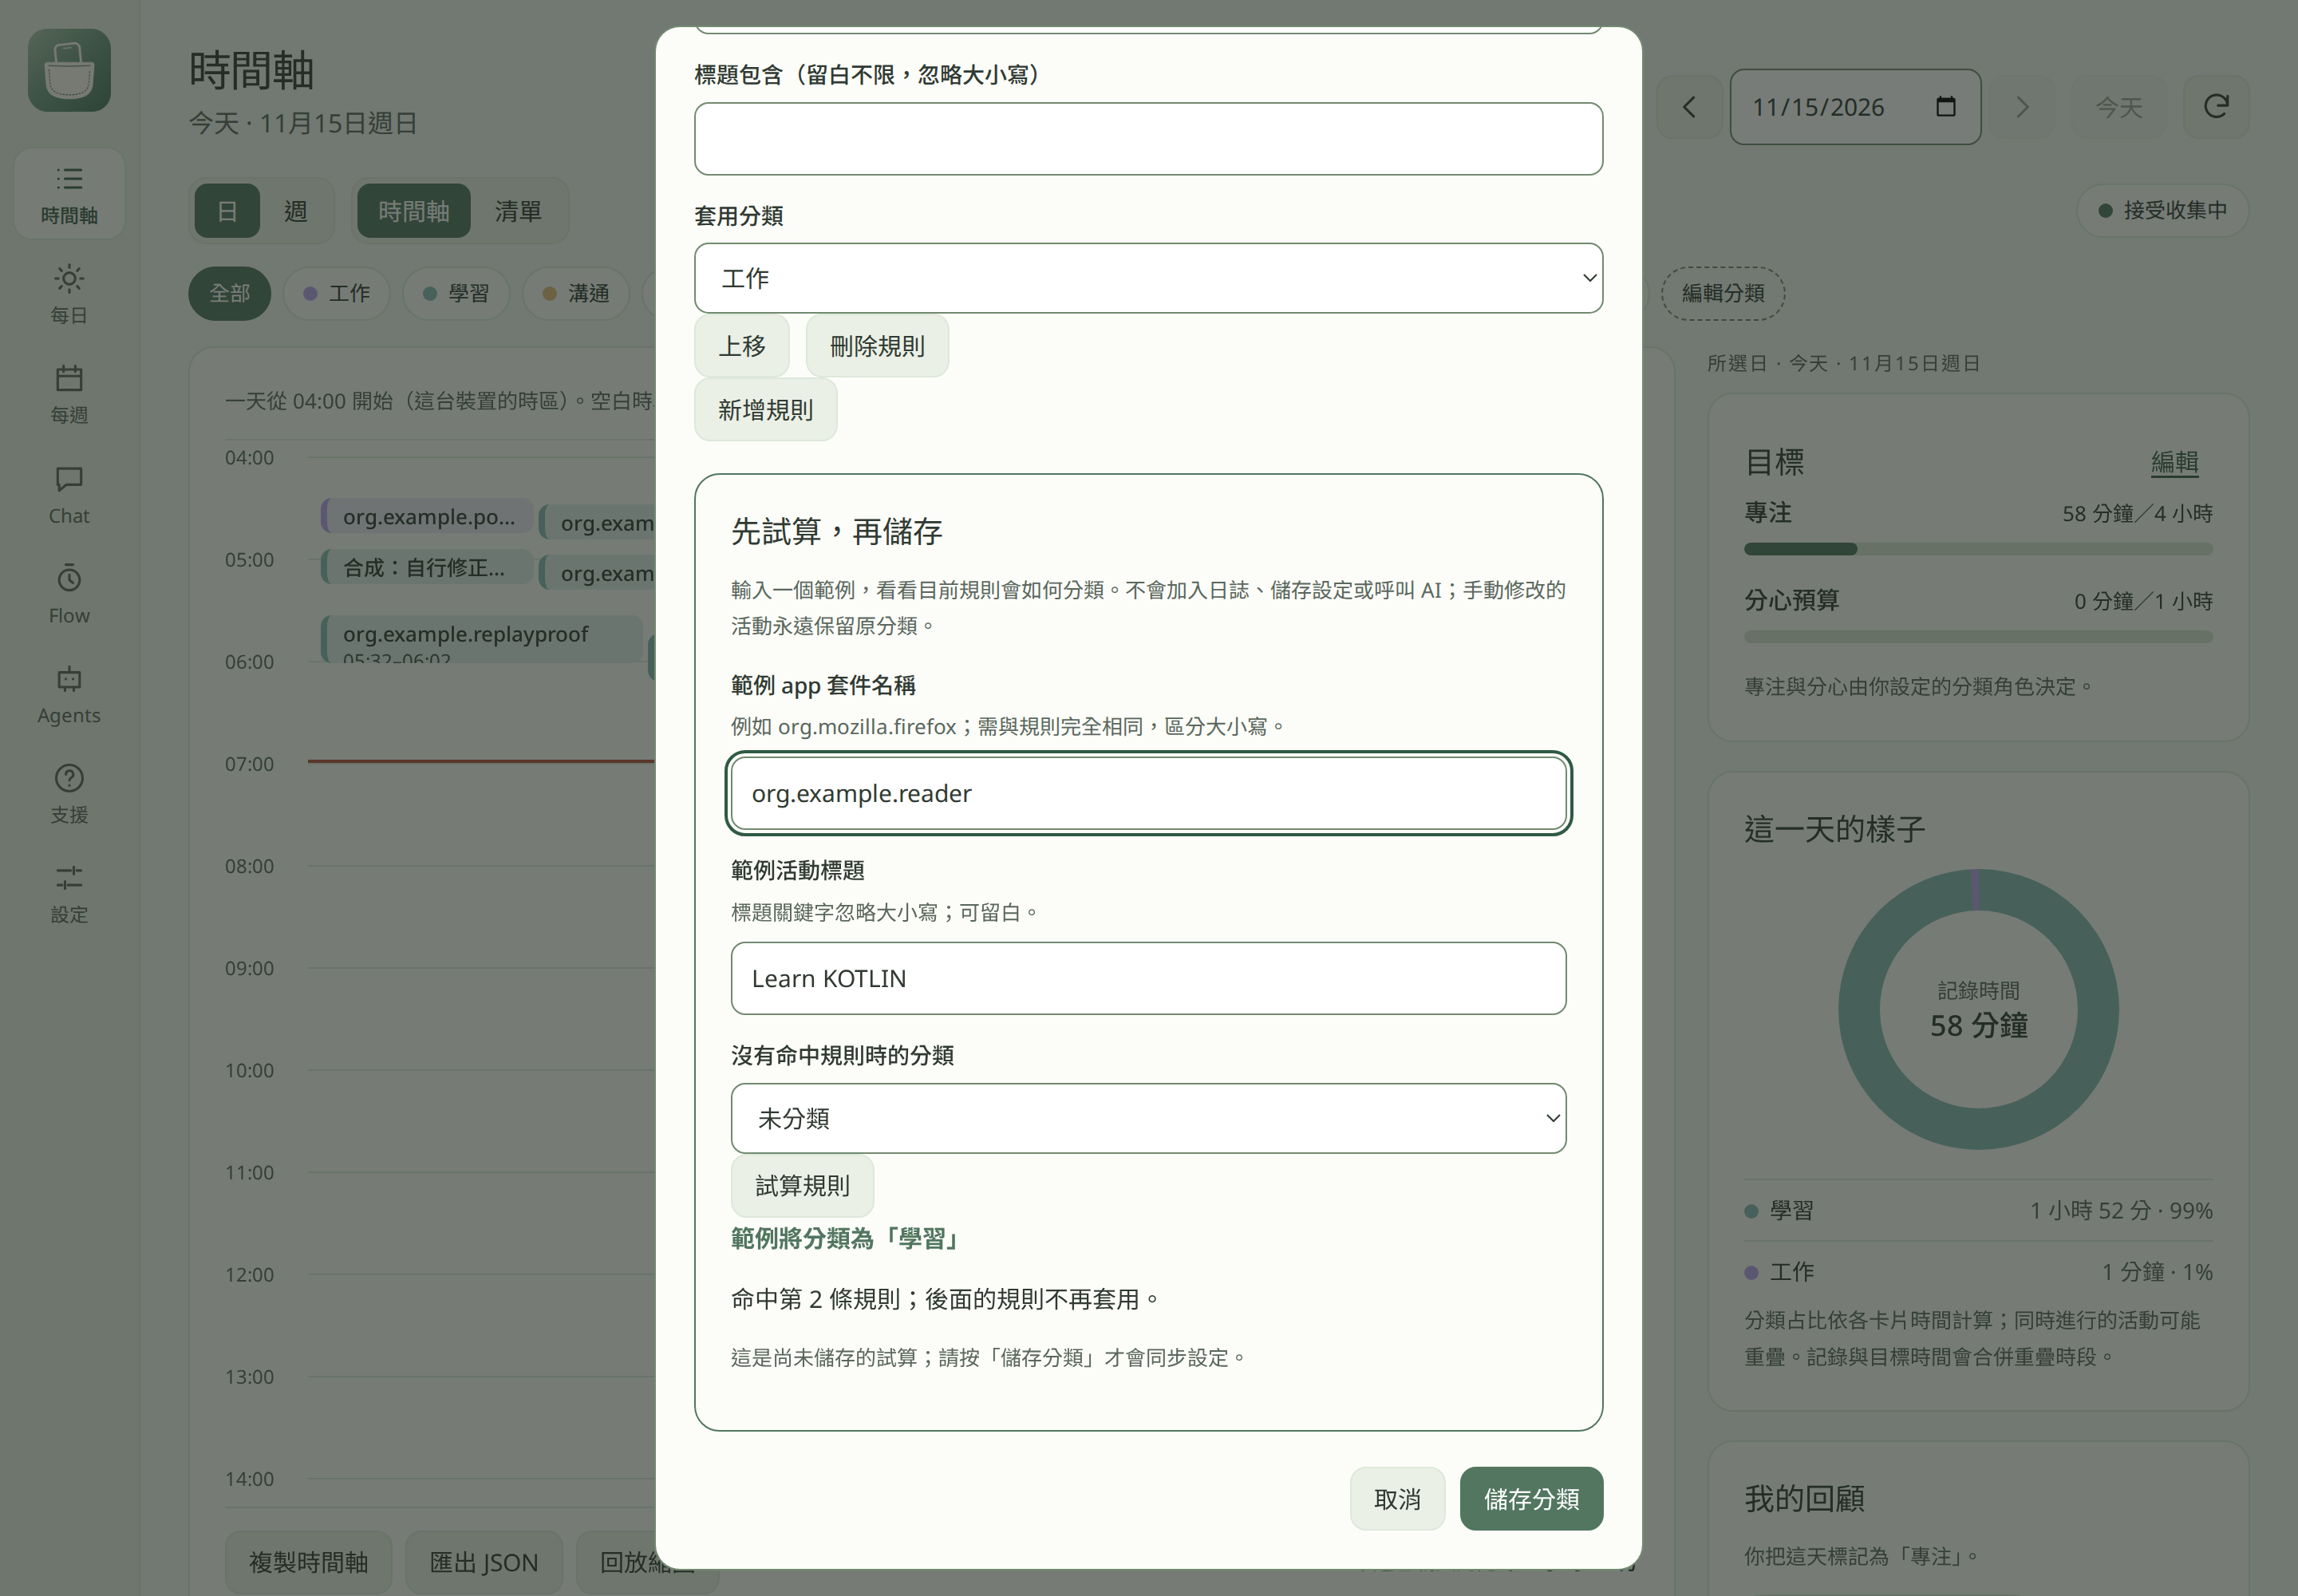 時間軸
每日
每週
Chat
Flow
Agents
支援
設定
時間軸
今天 · 11月15日週日
日
週
時間軸
清單
全部
工作
學習
溝通
一天從 04:00 開始（這台裝置的時區）。空白時
04:00
org.example.po...
org.exam
05:00
合成：自行修正...
org.exam
org.example.replayproof
05:32–06:02
06:00
07:00
08:00
09:00
10:00
11:00
12:00
13:00
14:00
複製時間軸
匯出 JSON
回放縮圖
標題包含（留白不限，忽略大小寫）
套用分類
工作
上移
刪除規則
新增規則
先試算，再儲存
輸入一個範例，看看目前規則會如何分類。不會加入日誌、儲存設定或呼叫 AI；手動修改的
活動永遠保留原分類。
範例 app 套件名稱
例如 org.mozilla.firefox；需與規則完全相同，區分大小寫。
org.example.reader
範例活動標題
標題關鍵字忽略大小寫；可留白。
Learn KOTLIN
沒有命中規則時的分類
未分類
試算規則
範例將分類為「學習」
命中第 2 條規則；後面的規則不再套用。
這是尚未儲存的試算；請按「儲存分類」才會同步設定。
取消
儲存分類
11/15/2026
今天
接受收集中
編輯分類
所選日 · 今天 · 11月15日週日
目標
編輯
專注
58 分鐘／4 小時
分心預算
0 分鐘／1 小時
專注與分心由你設定的分類角色決定。
這一天的樣子
記錄時間
58 分鐘
學習
1 小時 52 分 · 99%
工作
1 分鐘 · 1%
分類占比依各卡片時間計算；同時進行的活動可能
重疊。記錄與目標時間會合併重疊時段。
我的回顧
你把這天標記為「專注」。